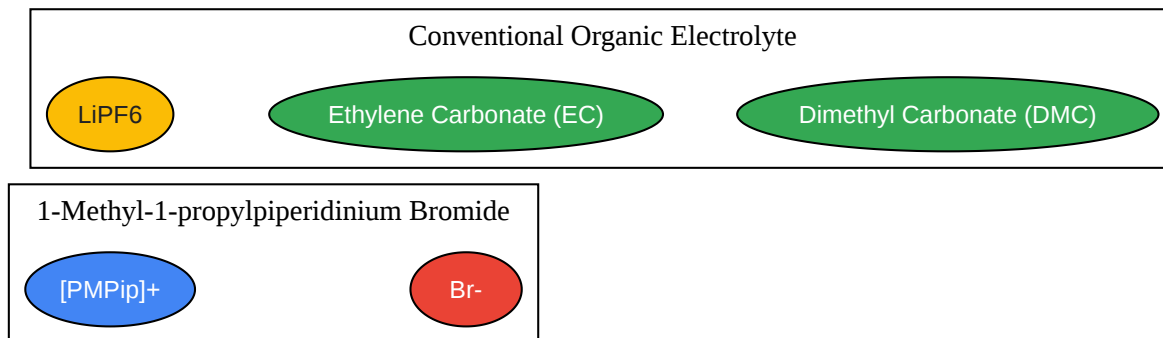 Conventional Organic Electrolyte
LiPF6
Ethylene Carbonate (EC)
Dimethyl Carbonate (DMC)
1-Methyl-1-propylpiperidinium Bromide
[PMPip]+
Br-